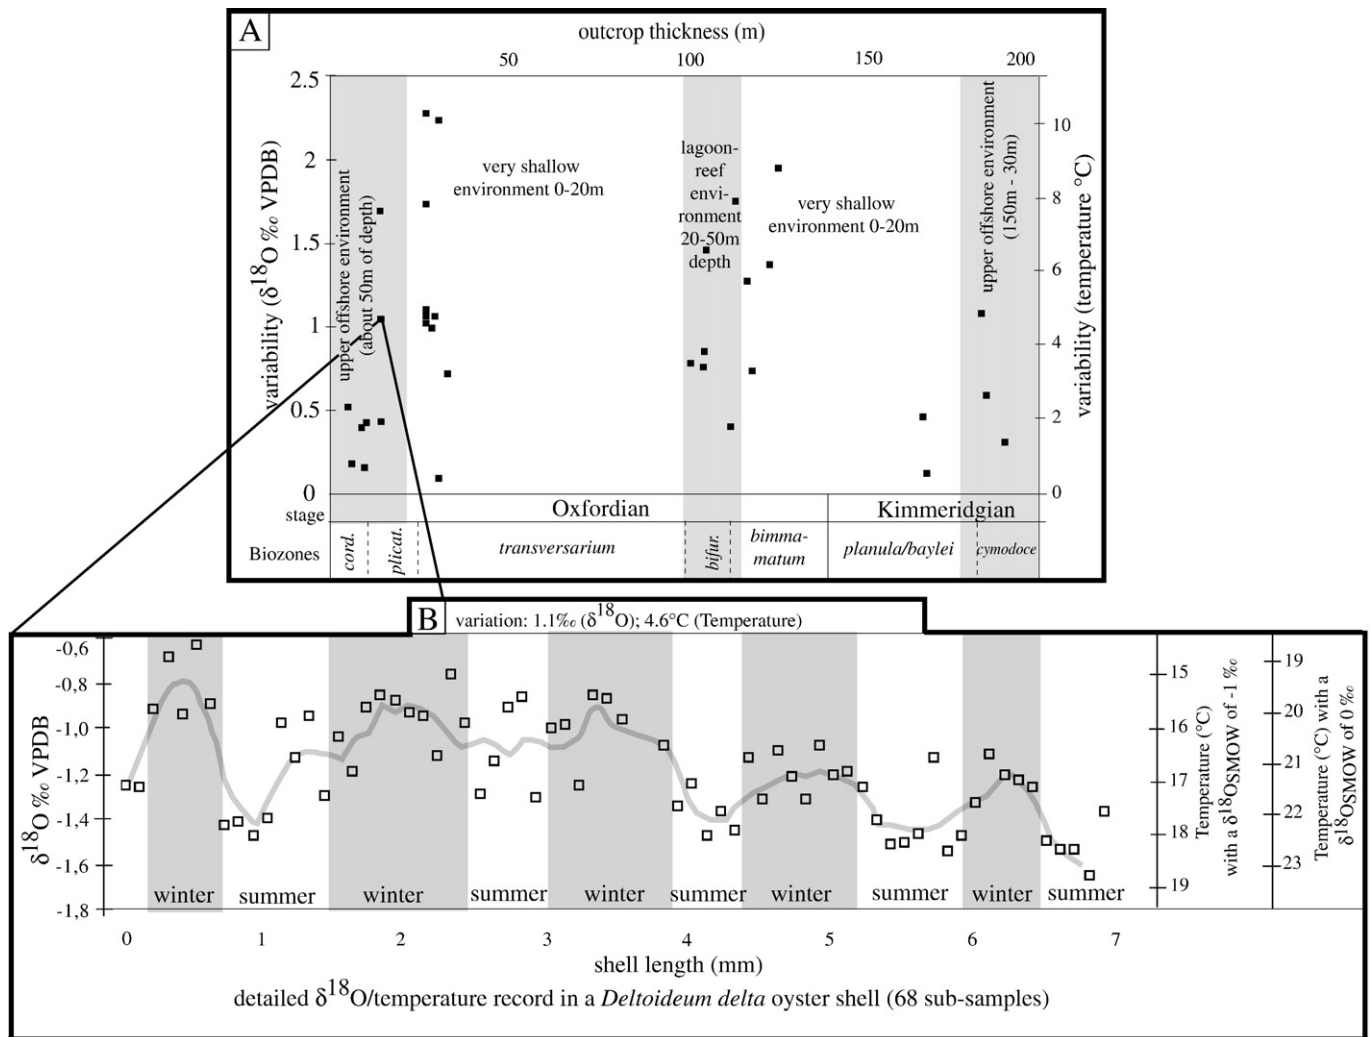 A
outcrop thickness (m)
50 100 150 200
variability (δ18O ‰ VPDB)
2.5
2
1.5
1
0.5
0
upper offshore environment
(about 50m of depth)
very shallow
environment 0-20m
lagoon-
reef
envi-
ronment
20-50m
depth
very shallow
environment 0-20m
upper offshore environment
(150m - 30m)
10
8
6
4
2
0
variability (temperature °C)
stage Oxfordian Kimmeridgian
Biozones cord. plicat. transversarium bifur. bimma-
matum planula/baylei cymodoce
B variation: 1.1‰ (δ18O); 4.6°C (Temperature)
δ18O ‰ VPDB
-0,6
-0,8
-1,0
-1,2
-1,4
-1,6
-1,8
winter summer winter summer winter summer winter summer winter summer
15
16
17
18
19
Temperature (°C)
with a δ18OSMOW of -1 ‰
19
20
21
22
23
Temperature (°C) with a
δ18OSMOW of 0 ‰
0 1 2 3 4 5 6 7
shell length (mm)
detailed δ18O/temperature record in a Deltoideum delta oyster shell (68 sub-samples)